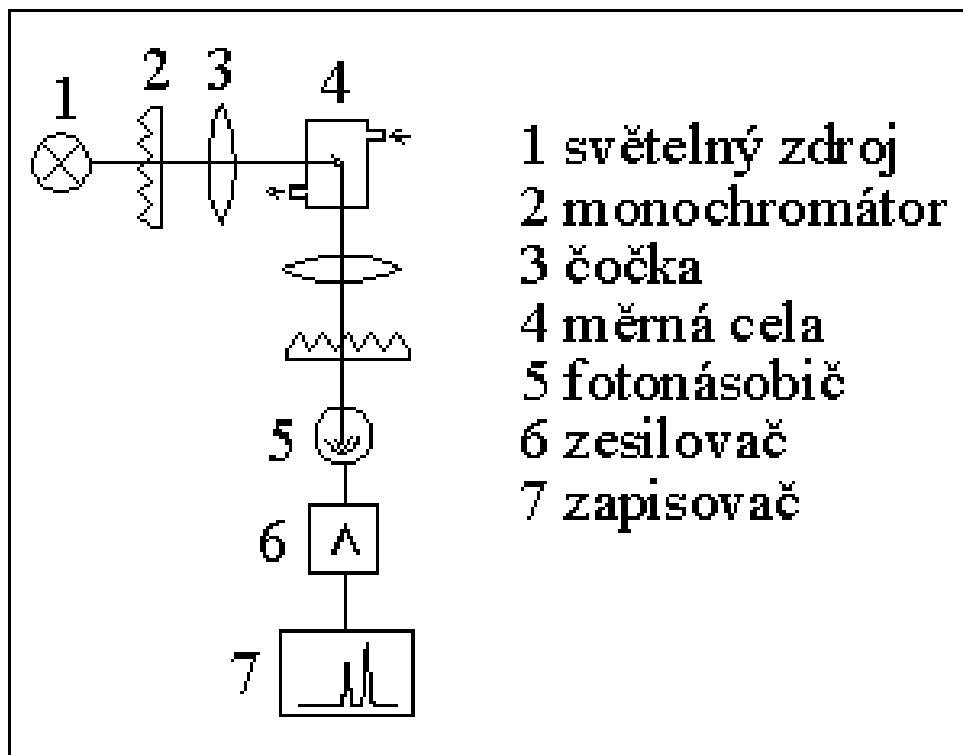 1
2
3
4
5
6
7
1 světelný zdroj
2 monochromátor
3 čočka
4 měrná cela
5 fotonásobič
6 zesilovač
7 zapisovač